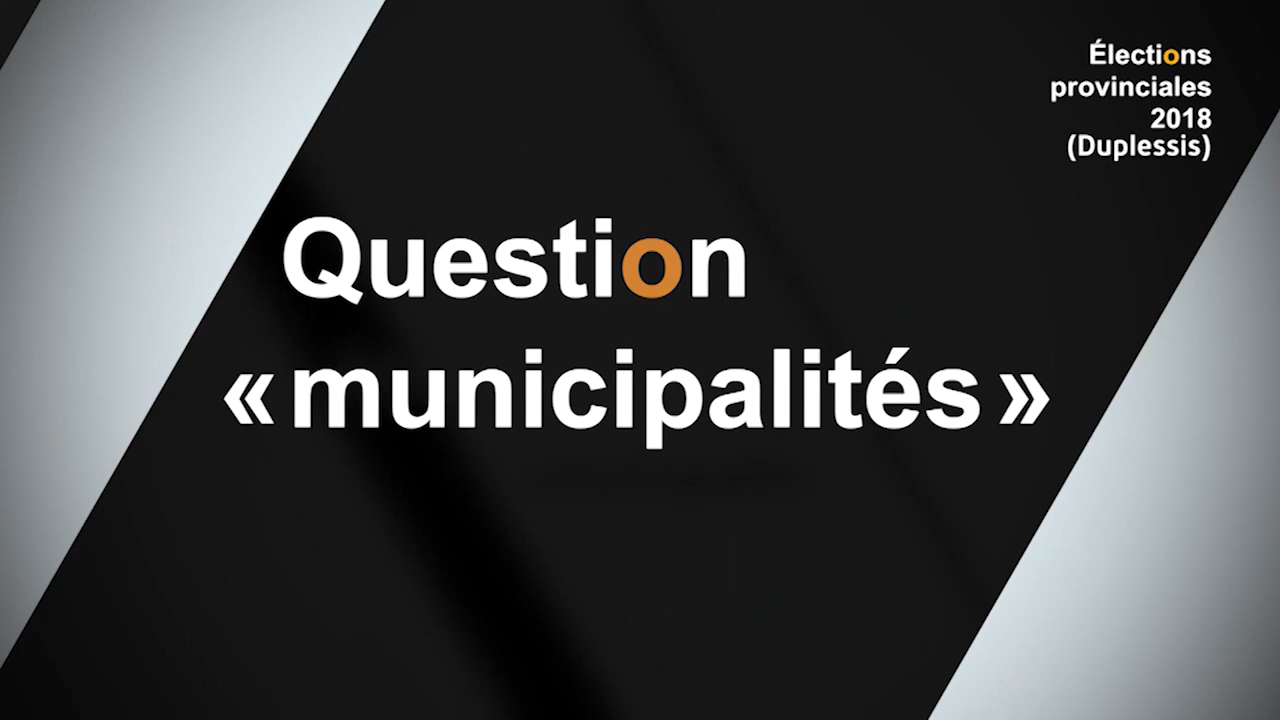 Élections
provinciales
2018
(Duplessis)
Question
« municipalités »